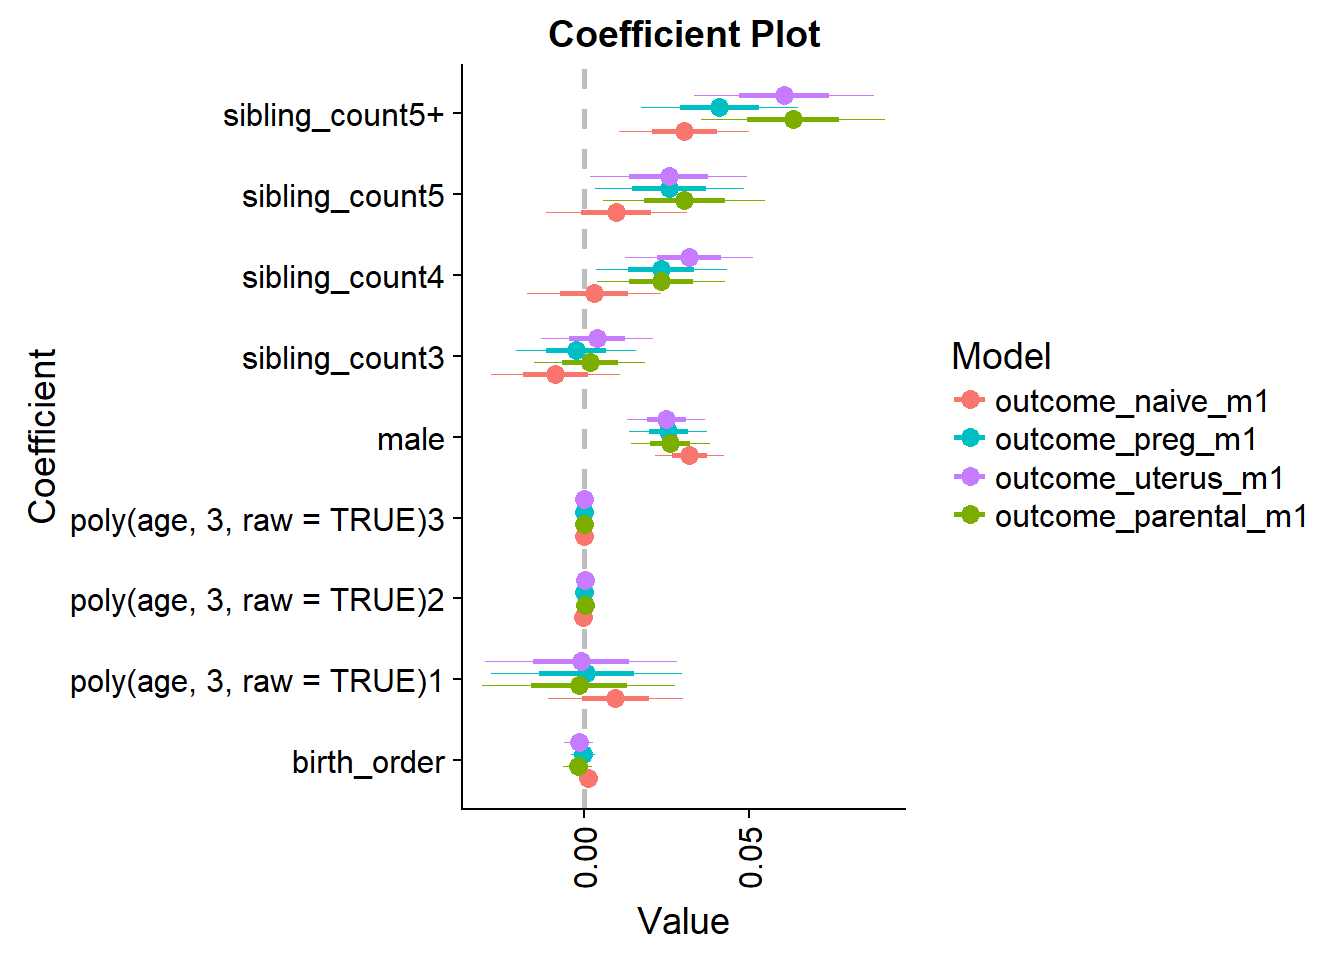 Coefficient Plot
Coefficient
sibling_count5+
sibling_count5
sibling_count4
sibling_count3
male
poly(age, 3, raw = TRUE)3
poly(age, 3, raw = TRUE)2
poly(age, 3, raw = TRUE)1
birth_order
0.00
0.05
Value
Model
outcome_naive_m1
outcome_preg_m1
outcome_uterus_m1
outcome_parental_m1